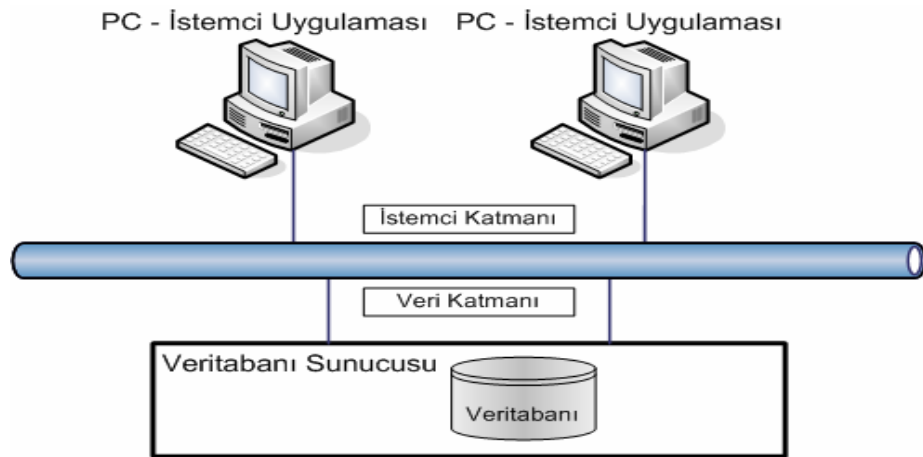 PC - İstemci Uygulaması
PC - İstemci Uygulaması
İstemci Katmanı
Veri Katmanı
Veritabanı Sunucusu
Veritabanı